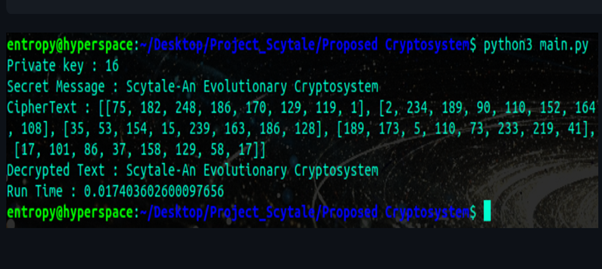 entropy@hyperspace:~/Desktop/Project_Scytale/Proposed Cryptosystem$ python3 main.py
Private key : 16
Secret Message : Scytale-An Evolutionary Cryptosystem
CipherText : [[75, 182, 248, 186, 170, 129, 119, 1], [2, 234, 189, 90, 110, 152, 164
, 108], [35, 53, 154, 15, 239, 163, 186, 128], [189, 173, 5, 110, 73, 233, 219, 41],
[17, 101, 86, 37, 158, 129, 58, 17]]
Decrypted Text : Scytale-An Evolutionary Cryptosystem
Run Time : 0.017403602600097656
entropy@hyperspace:~/Desktop/Project_Scytale/Proposed Cryptosystem$